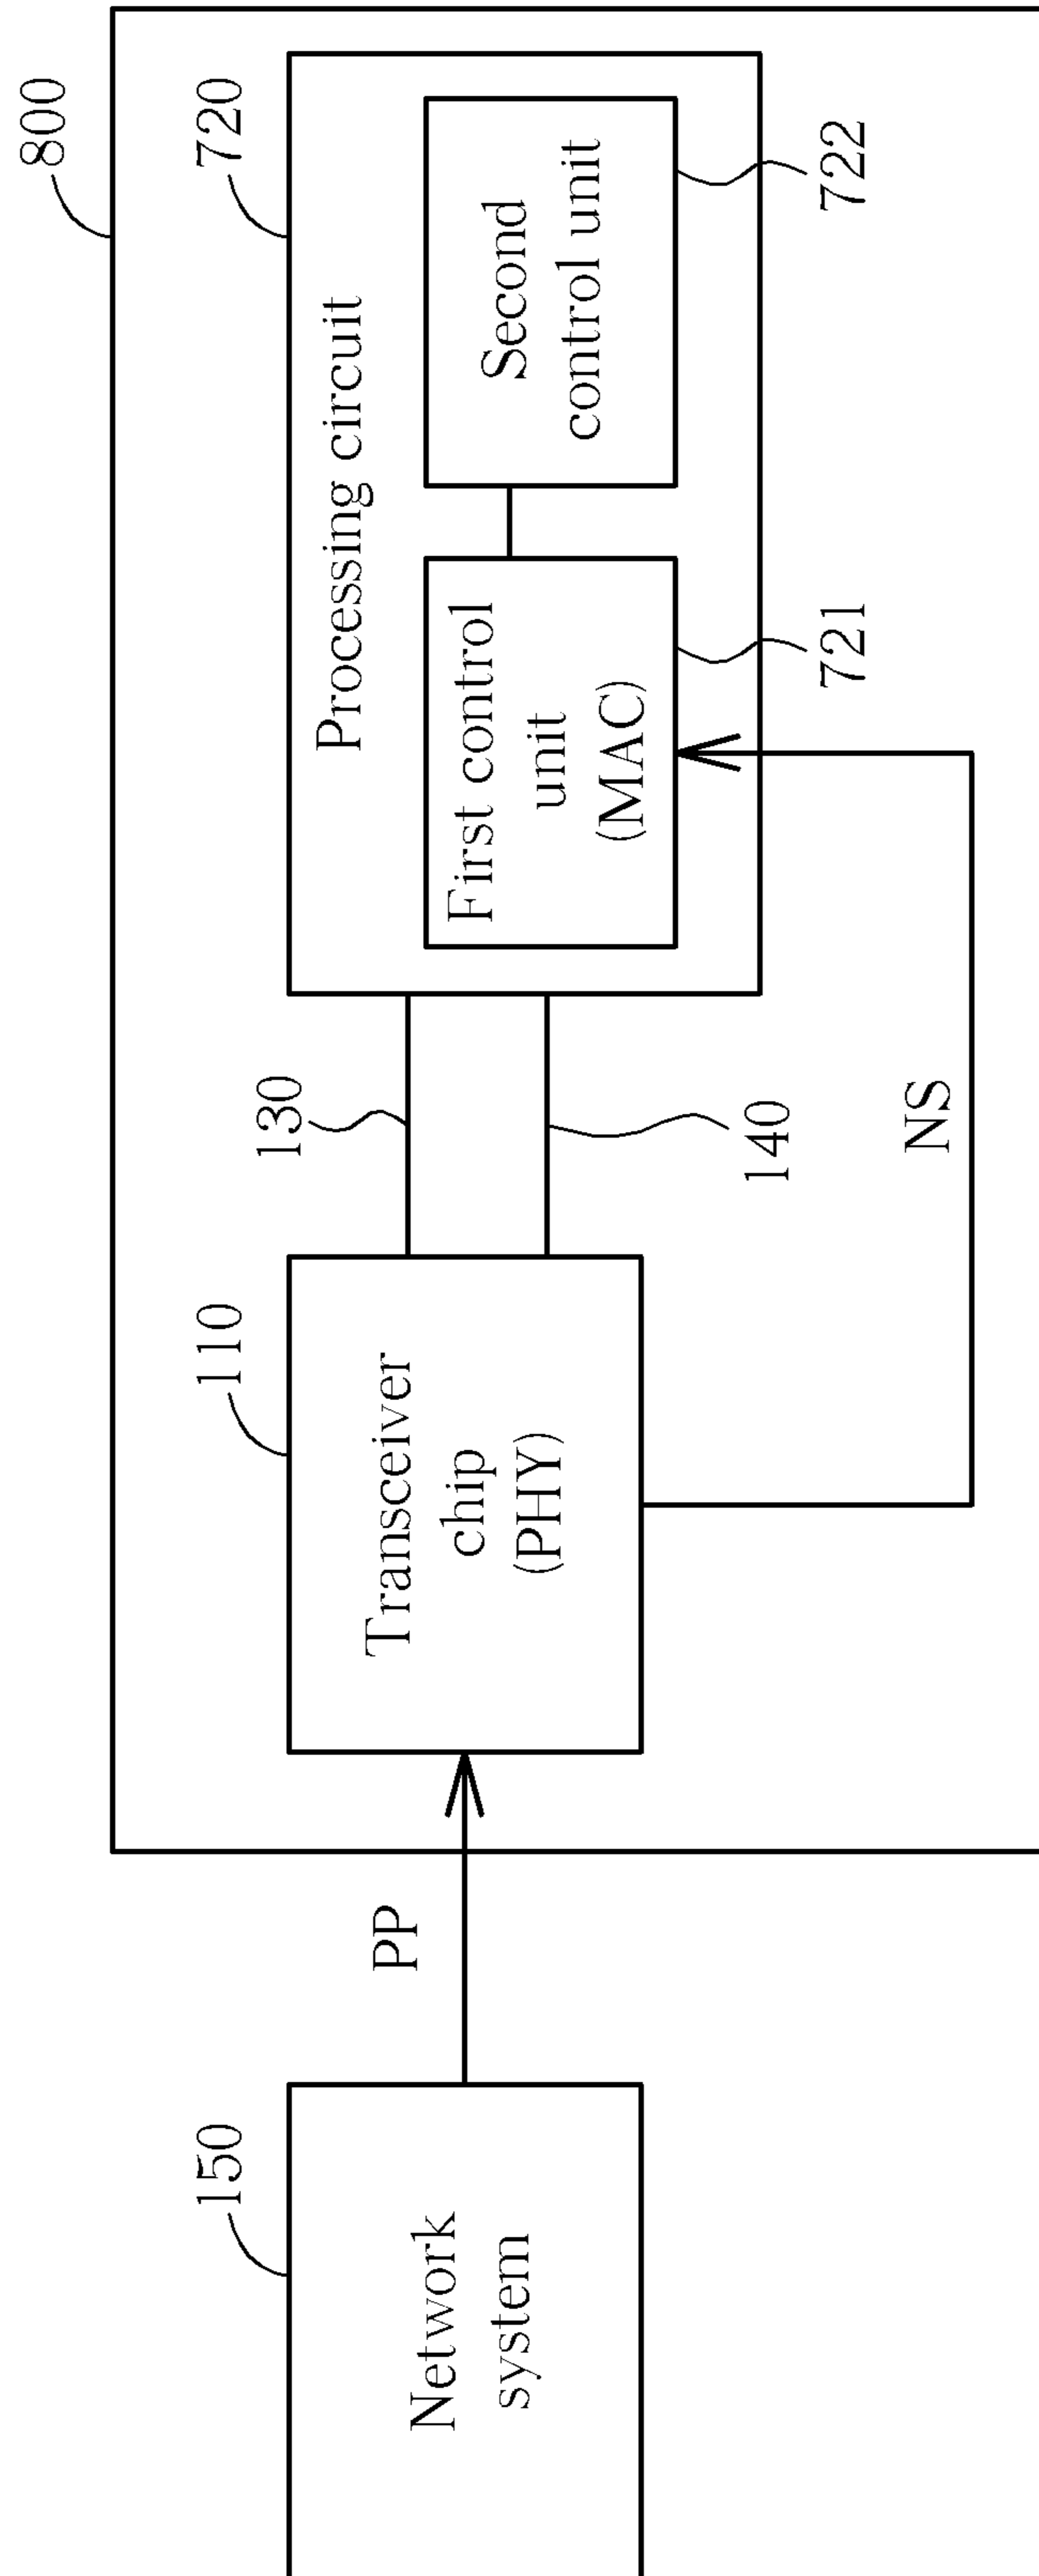 800
150
110
720
130
Processing circuit
Network
system
PP
Transceiver
chip
(PHY)
First control
unit
(MAC)
Second
control unit
140
721
722
NS